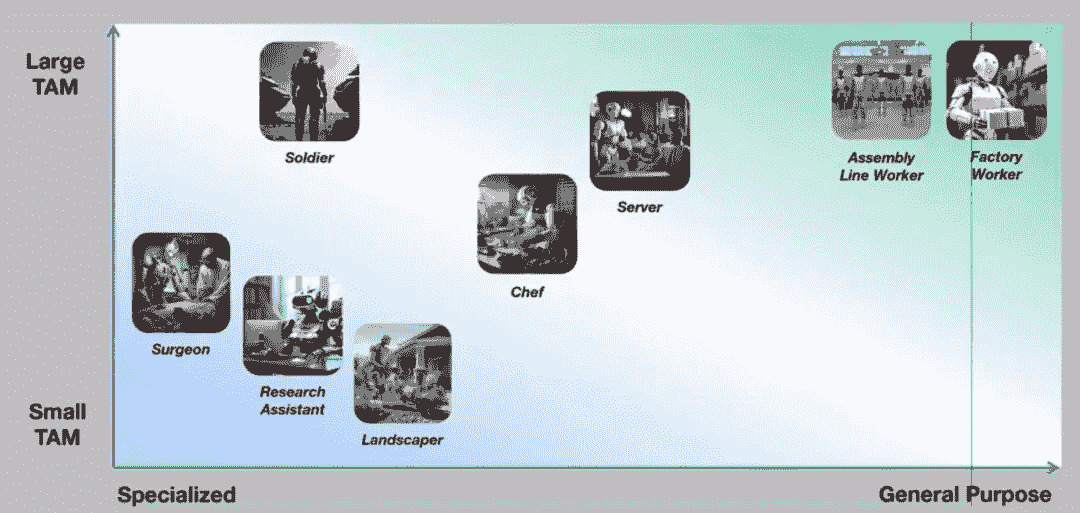 Large
TAM
Soldier
Assembly
Line Worker
Factory
Worker
Server
Chef
Surgeon
Research
Assistant
Landscaper
Small
TAM
Specialized
General Purpose